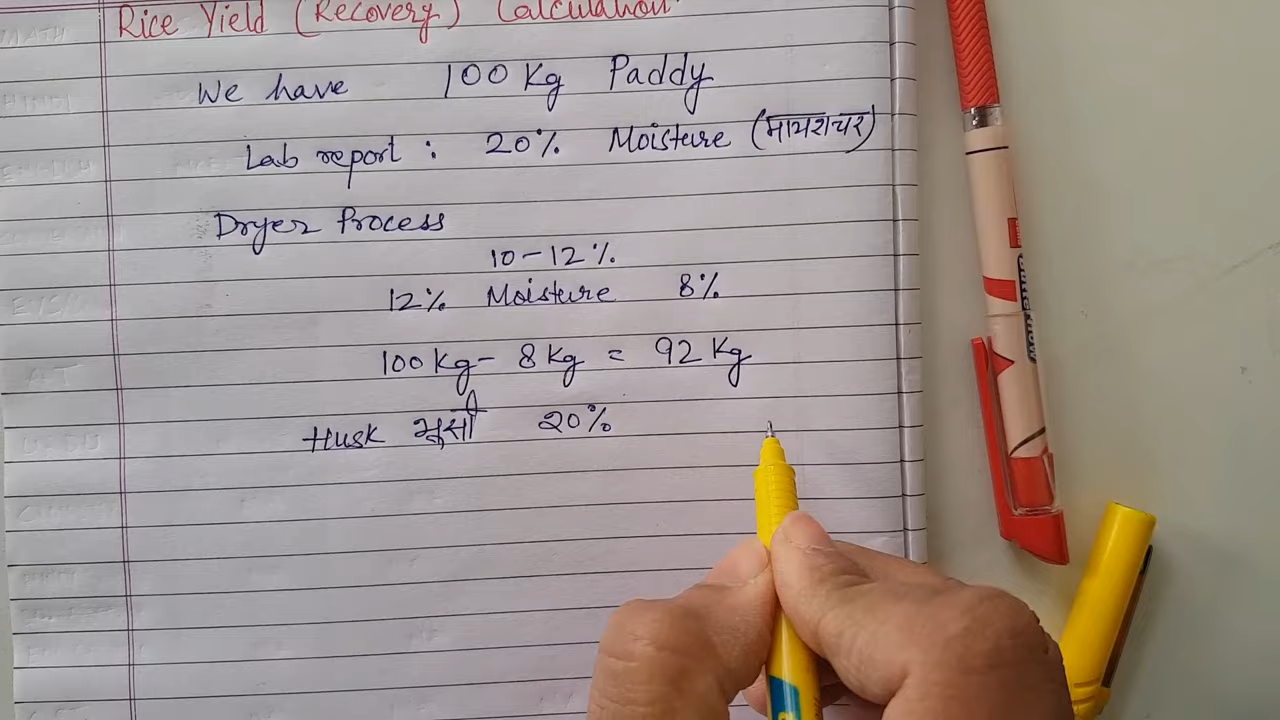 Rice Yield (Recovery) Calculation
We have 100 Kg Paddy
Lab report : 20% Moisture (मायशचर)
Dryer Process
10-12%
12% Moisture 8%
100 Kg - 8 Kg = 92 Kg
Husk भूसी 20%